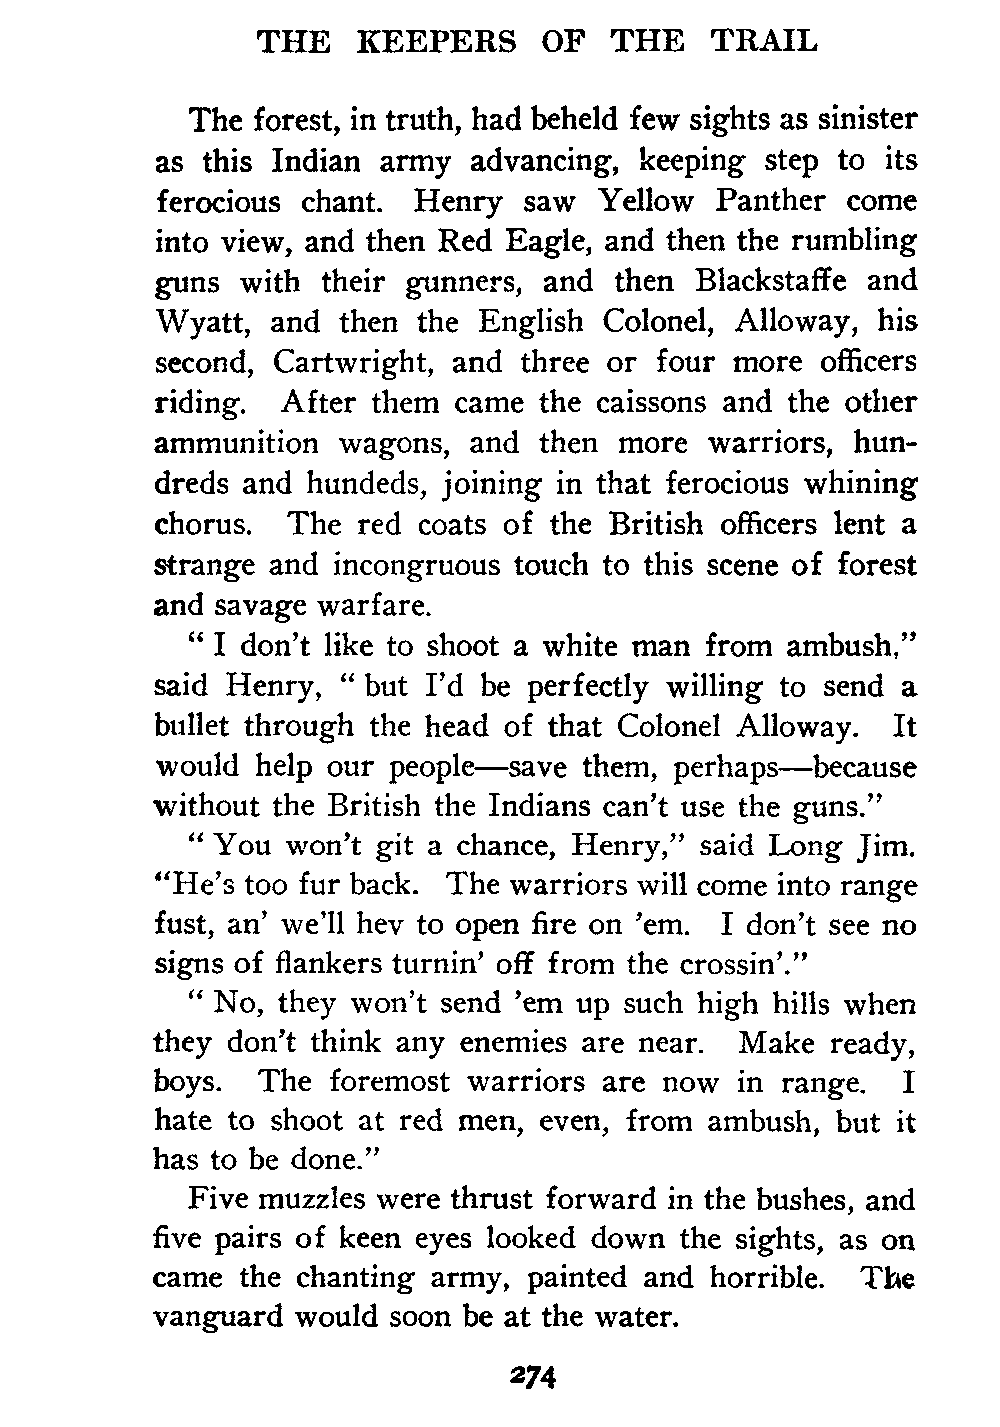 THE KEEPERS OF THE TRAIL
The forest, in truth, had beheld few sights as sinister
as this Indian army advancing, keeping step to its
ferocious chant. Henry saw Yellow Panther come
into view, and then Red Eagle, and then the rumbling
guns with their gunners, and then Blackstaffe and
Wyatt, and then the English Colonel, Alloway, his
second, Cartwright, and three or four more officers
riding. After them came the caissons and the other
ammunition wagons, and then more warriors, hun-
dreds and hundeds, joining in that ferocious whining
chorus. The red coats of the British officers lent a
strange and incongruous touch to this scene of forest
and savage warfare.
“ I don’t like to shoot a white man from ambush,”
said Henry, “ but I’d be perfectly willing to send a
bullet through the head of that Colonel Alloway. It
would help our people—save them, perhaps—because
without the British the Indians can’t use the guns.”
“ You won’t git a chance, Henry,” said Long Jim.
“He’s too fur back. The warriors will come into range
fust, an’ we’ll hev to open fire on ’em. I don’t see no
signs of flankers turnin’ off from the crossin’.”
“ No, they won’t send ’em up such high hills when
they don’t think any enemies are near. Make ready,
boys. The foremost warriors are now in range. I
hate to shoot at red men, even, from ambush, but it
has to be done.”
Five muzzles were thrust forward in the bushes, and
five pairs of keen eyes looked down the sights, as on
came the chanting army, painted and horrible. The
vanguard would soon be at the water.
274